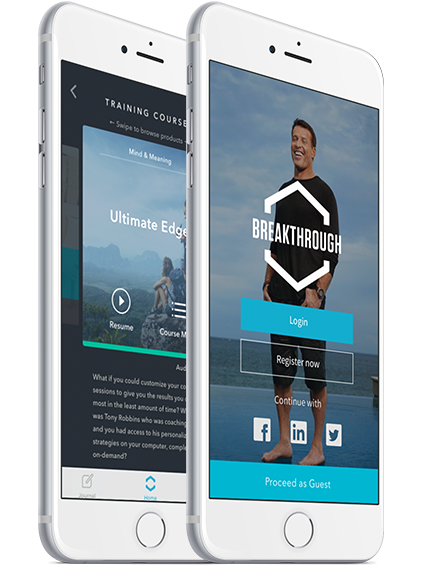 TRAINING COURSE
← Swipe to browse products
Mind & Meaning
Ultimate Edge
Resume
Course M
Aud
What if you could customize your co
sessions to give you the results you
most in the least amount of time? W
was Tony Robbins who was coaching
and you had access to his personaliz
strategies on your computer, comple
on-demand?
Journal
Home
BREAKTHROUGH
Login
Register now
Continue with
f
in
Proceed as Guest